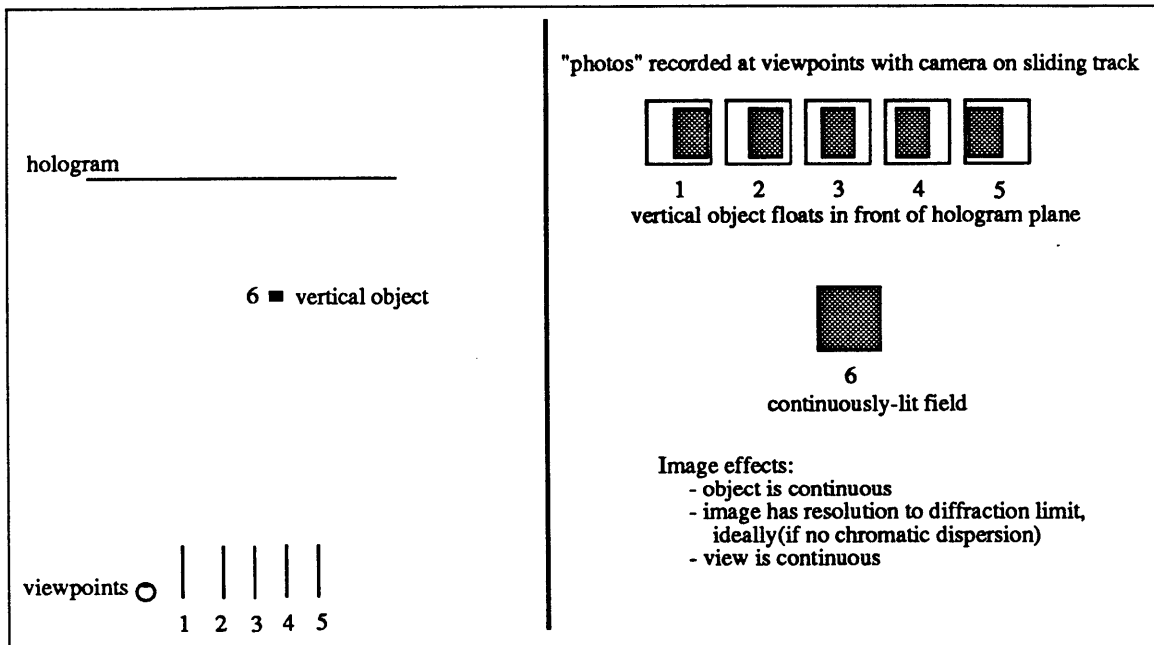 hologram
6 vertical object
viewpoints
1 2 3 4 5
"photos" recorded at viewpoints with camera on sliding track
1 2 3 4 5
vertical object floats in front of hologram plane
6
continuously-lit field
Image effects:
- object is continuous
- image has resolution to diffraction limit,
ideally(if no chromatic dispersion)
- view is continuous